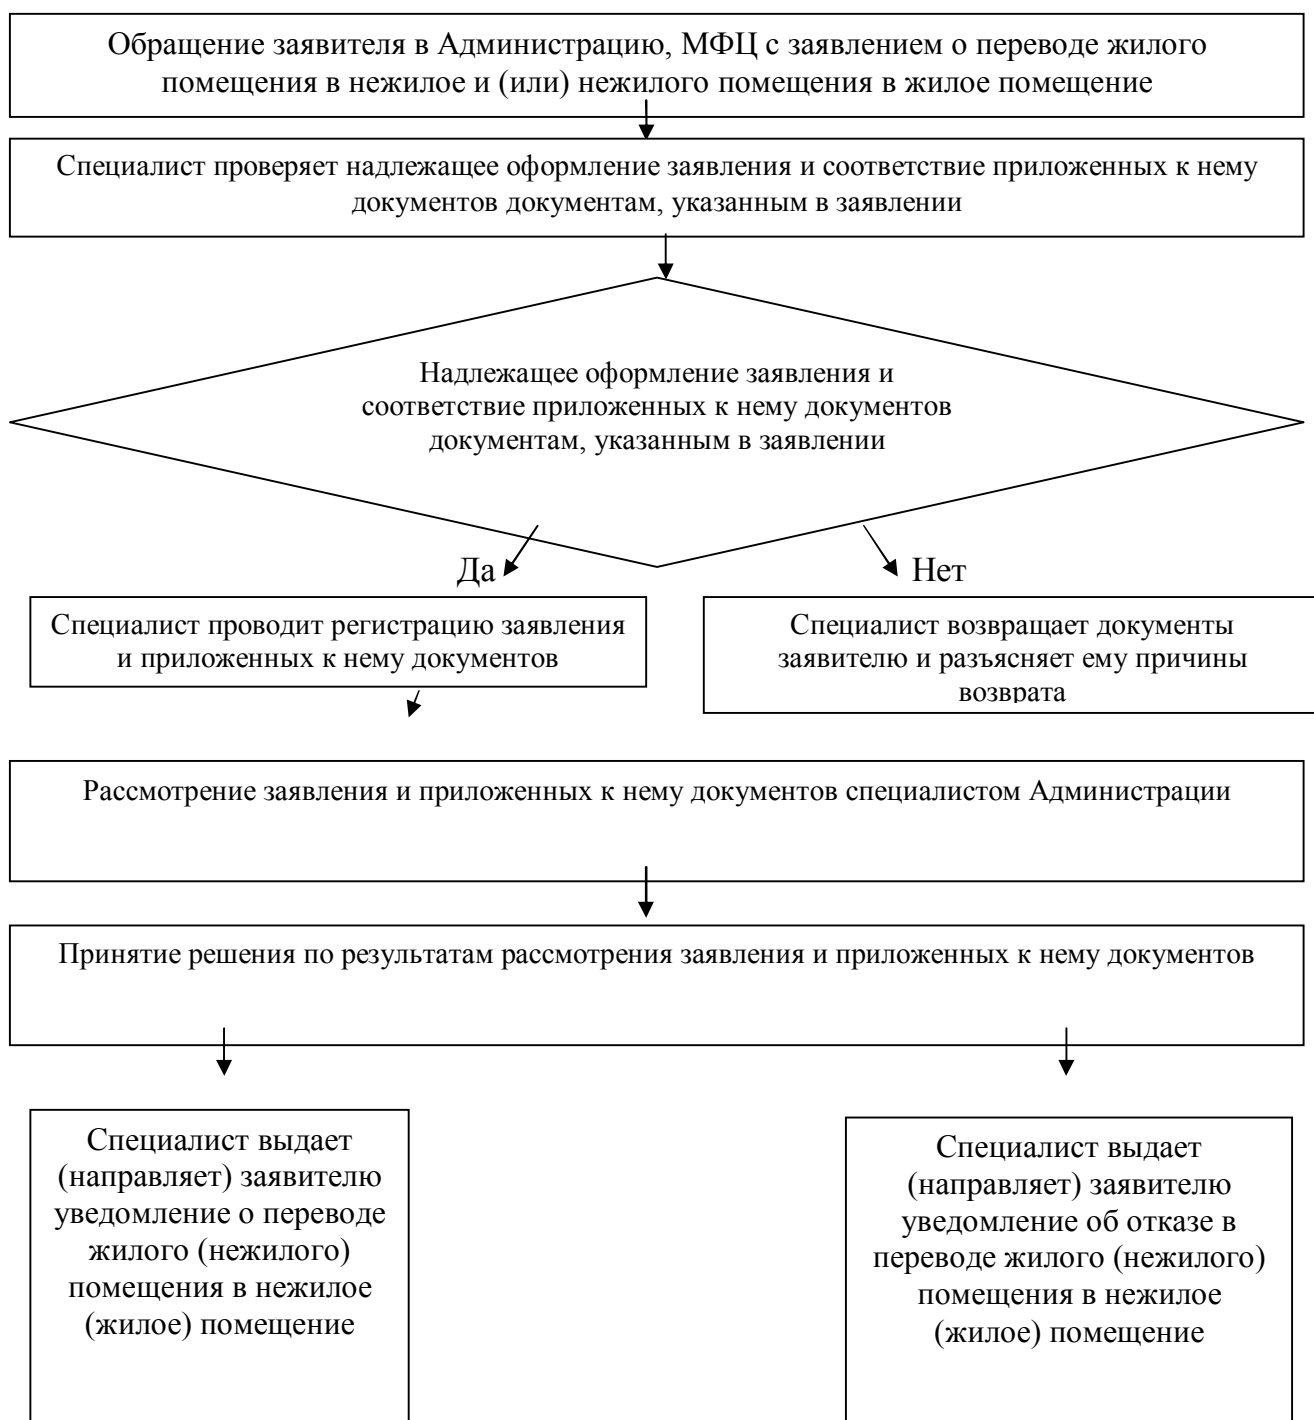 Обращение заявителя в Администрацию, МФЦ с заявлением о переводе жилого
помещения в нежилое и (или) нежилого помещения в жилое помещение
Специалист проверяет надлежащее оформление заявления и соответствие приложенных к нему
документов документам, указанным в заявлении
Надлежащее оформление заявления и
соответствие приложенных к нему документов
документам, указанным в заявлении
Да
Нет
Специалист проводит регистрацию заявления
и приложенных к нему документов
Специалист возвращает документы
заявителю и разъясняет ему причины
возврата
Рассмотрение заявления и приложенных к нему документов специалистом Администрации
Принятие решения по результатам рассмотрения заявления и приложенных к нему документов
Специалист выдает
(направляет) заявителю
уведомление о переводе
жилого (нежилого)
помещения в нежилое
(жилое) помещение
Специалист выдает
(направляет) заявителю
уведомление об отказе в
переводе жилого (нежилого)
помещения в нежилое
(жилое) помещение